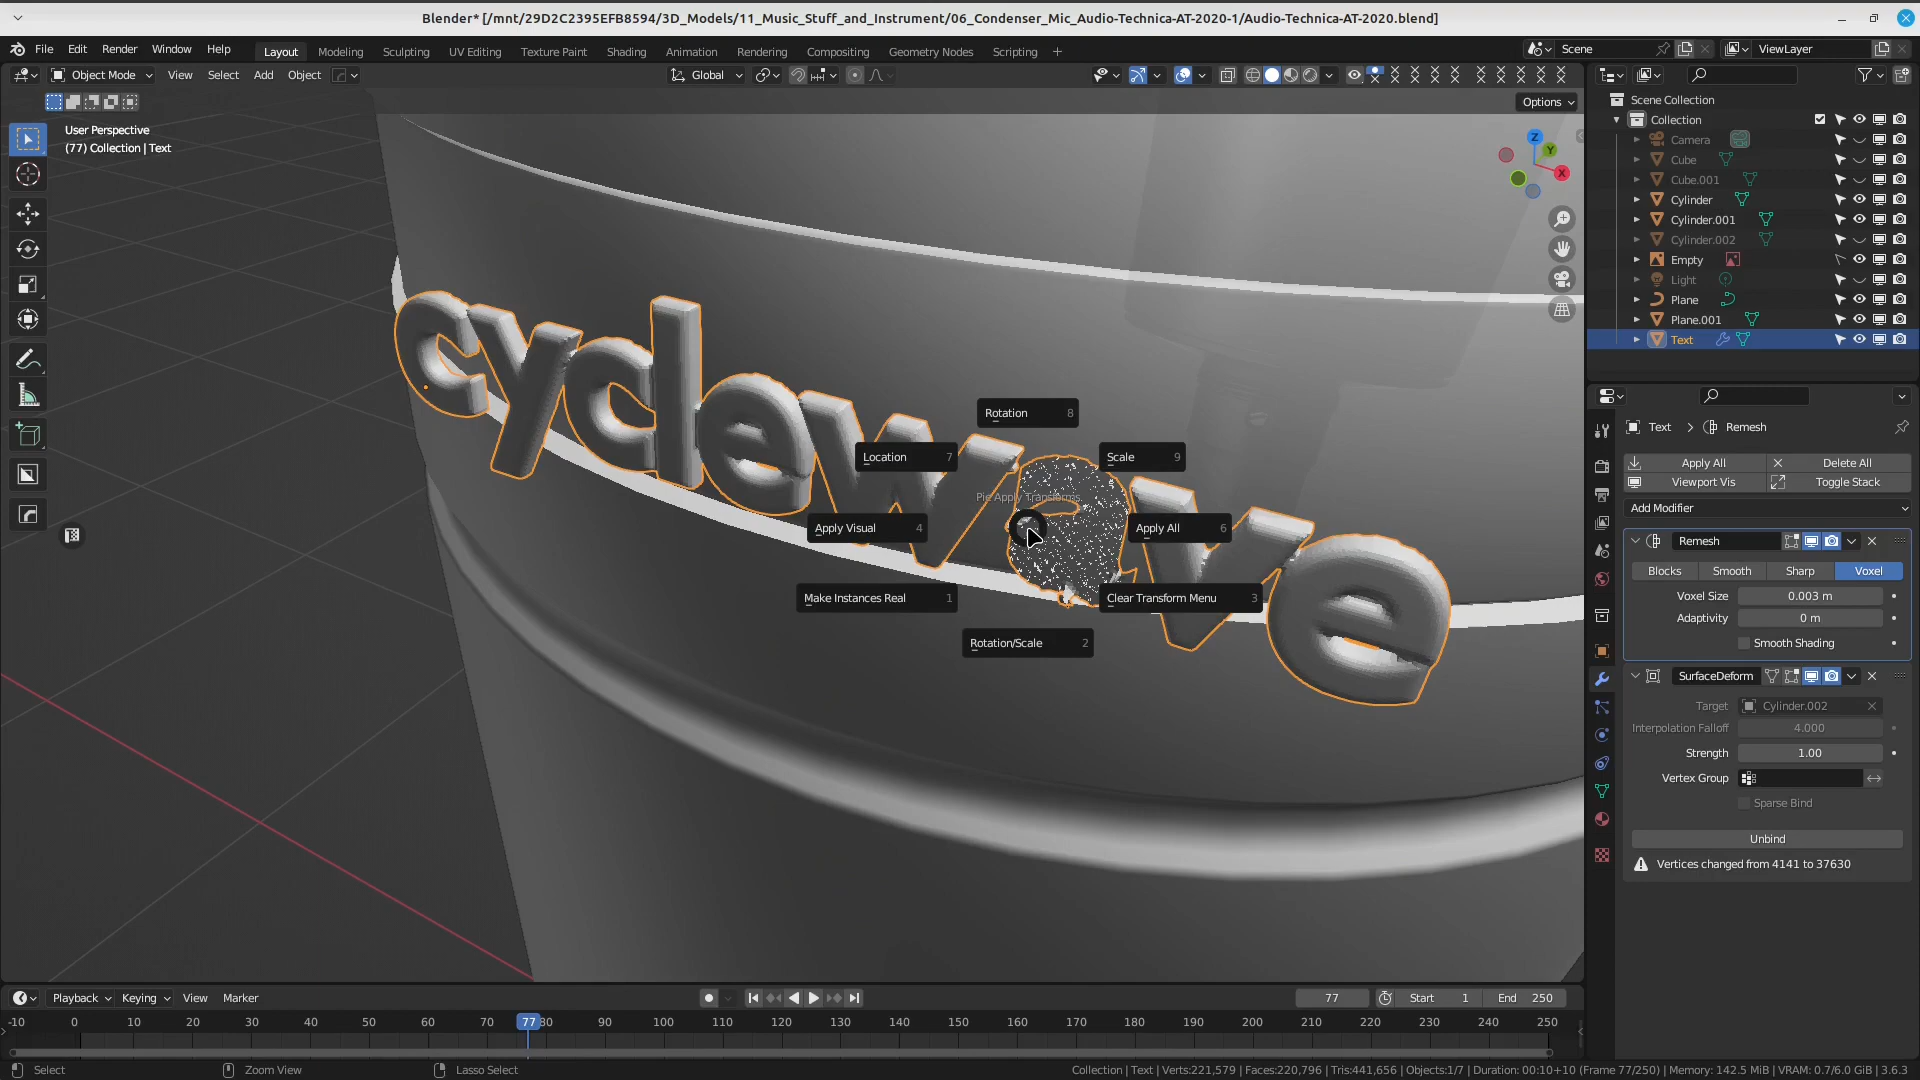 Blender* [/mnt/29D2C2395EFB8594/3D_Models/11_Music_Stuff_and_Instrument/06_Condenser_Mic_Audio-Technica-AT-2020-1/Audio-Technica-AT-2020.blend]
File Edit Render Window Help Layout Modeling Sculpting UV Editing Texture Paint Shading Animation Rendering Compositing Geometry Nodes Scripting + Scene ViewLayer
Object Mode View Select Add Object Global
Options
User Perspective
(77) Collection | Text
Z
Y
X
Scene Collection
Collection
Camera
Cube
Cube.001
Cylinder
Cylinder.001
Cylinder.002
Empty
Light
Plane
Plane.001
Text
Rotation 8
Location 7
Scale 9
Pie Apply Transforms
Apply Visual 4
Apply All 6
Make Instances Real 1
Clear Transform Menu 3
Rotation/Scale 2
Text > Remesh
Apply All Delete All
Viewport Vis Toggle Stack
Add Modifier
Remesh
Blocks Smooth Sharp Voxel
Voxel Size 0.003 m
Adaptivity 0 m
Smooth Shading
SurfaceDeform
Target Cylinder.002
Interpolation Falloff 4.000
Strength 1.00
Vertex Group
Sparse Bind
Unbind
Vertices changed from 4141 to 37630
Playback Keying View Marker 77 Start 1 End 250
-10 0 10 20 30 40 50 60 70 77 80 90 100 110 120 130 140 150 160 170 180 190 200 210 220 230 240 250
Select Zoom View Lasso Select Collection | Text | Verts:221,579 | Faces:220,796 | Tris:441,656 | Objects:1/7 | Duration: 00:10+10 (Frame 77/250) | Memory: 142.5 MiB | VRAM: 0.7/6.0 GiB | 3.6.3